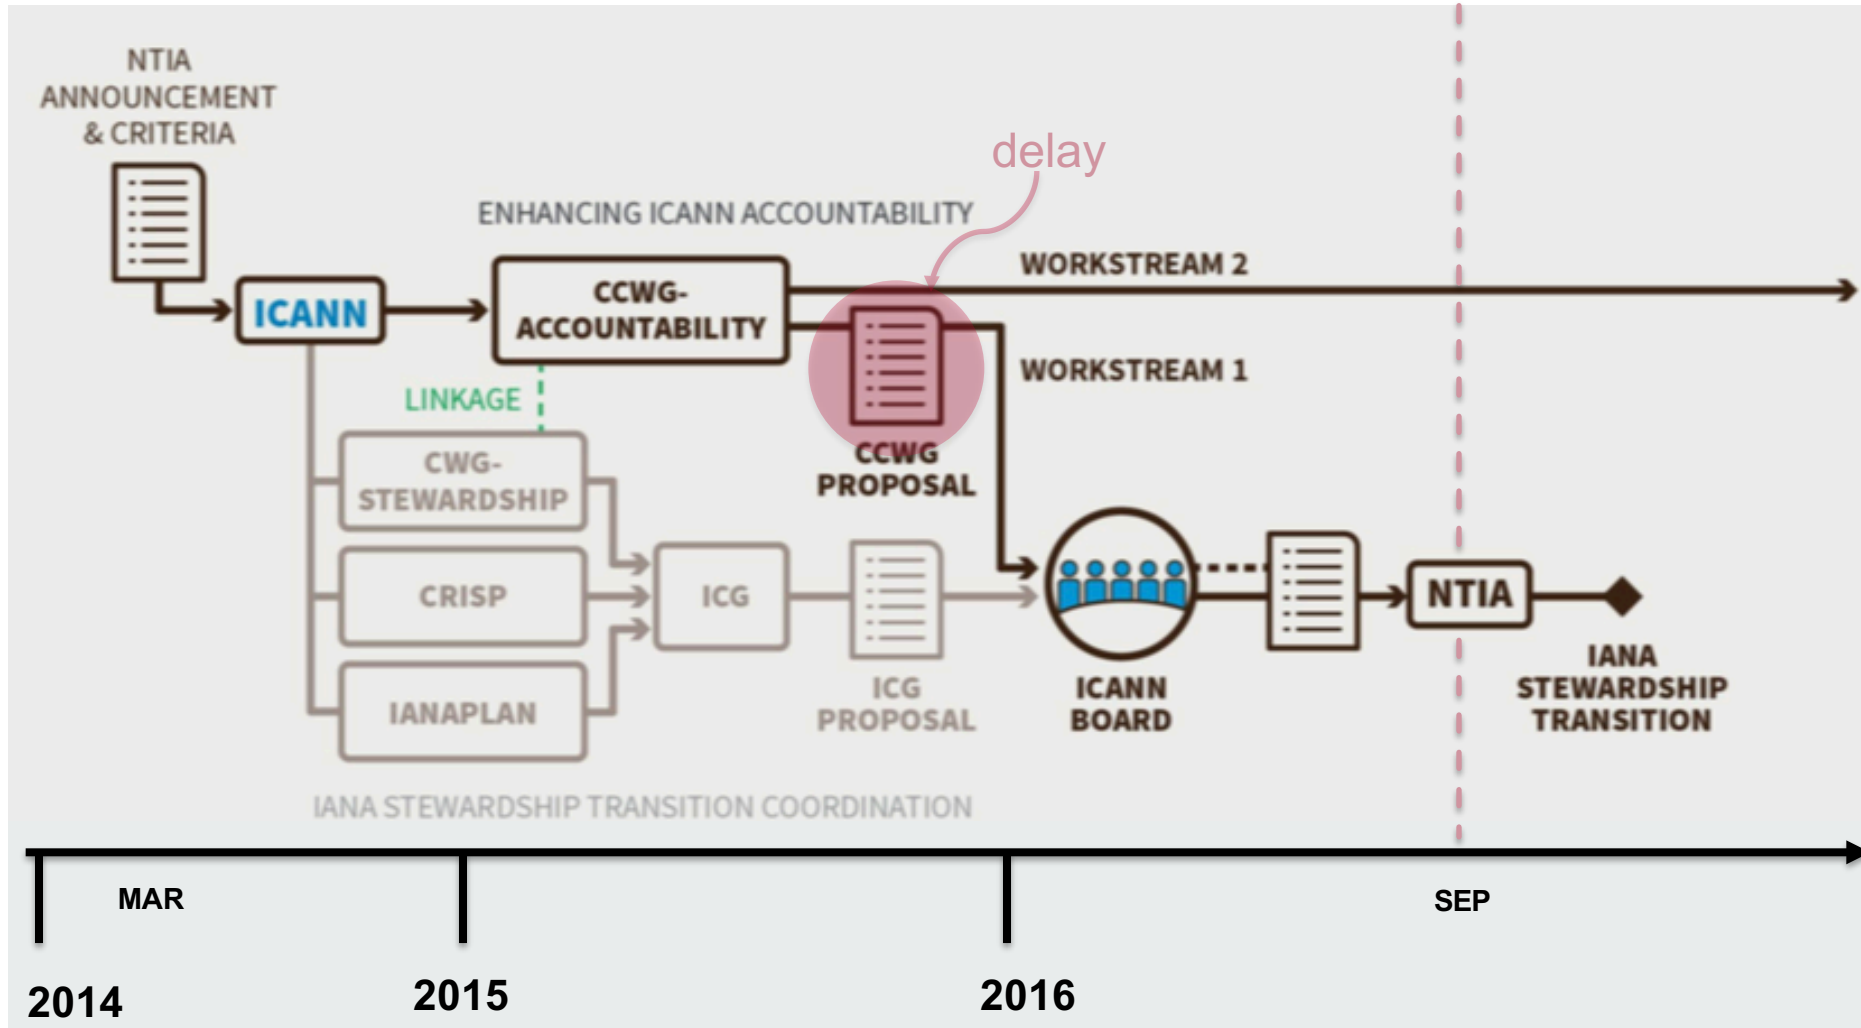 NTIA
ANNOUNCEMENT
& CRITERIA
delay
ENHANCING ICANN ACCOUNTABILITY
WORKSTREAM 2
ICANN
CCWG-
ACCOUNTABILITY
WORKSTREAM 1
LINKAGE
CCWG
PROPOSAL
CWG-
STEWARDSHIP
CRISP
ICG
NTIA
IANAPLAN
ICG
PROPOSAL
ICANN
BOARD
IANA
STEWARDSHIP
TRANSITION
IANA STEWARDSHIP TRANSITION COORDINATION
MAR
SEP
2014
2015
2016